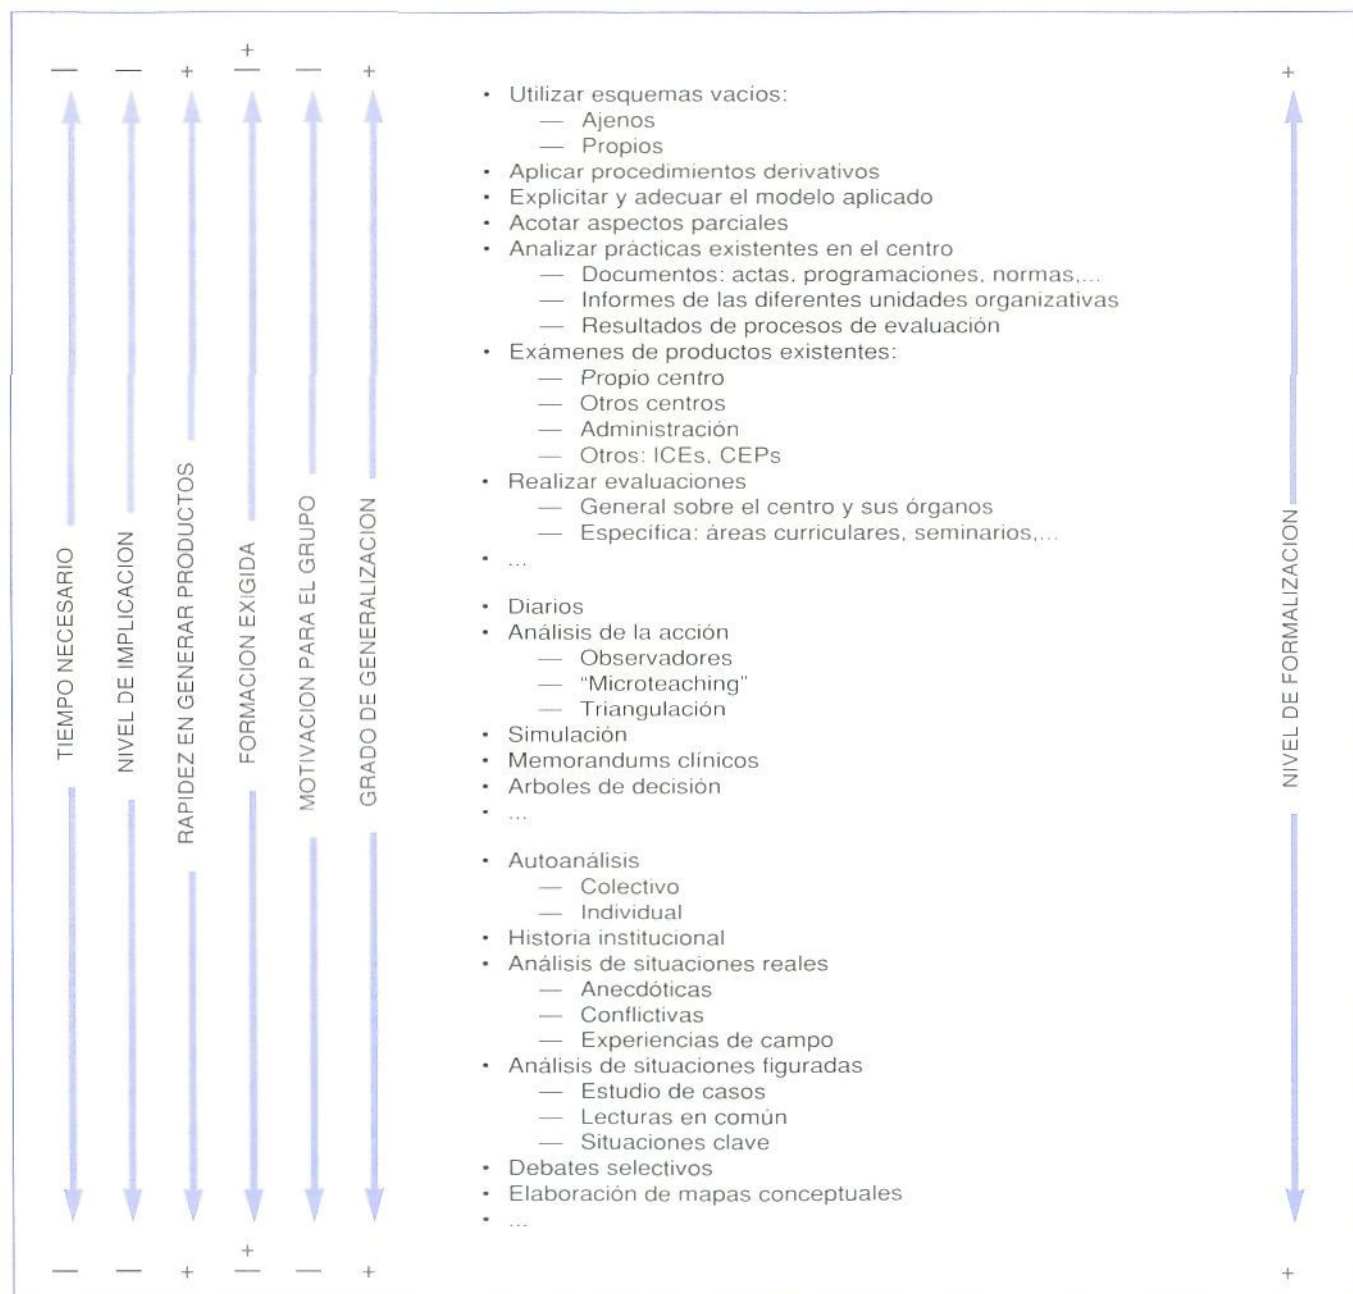 +
— — + — — + +
• Utilizar esquemas vacíos:
— Ajenos
— Propios
• Aplicar procedimientos derivativos
• Explicitar y adecuar el modelo aplicado
• Acotar aspectos parciales
• Analizar prácticas existentes en el centro
— Documentos: actas, programaciones, normas,...
— Informes de las diferentes unidades organizativas
— Resultados de procesos de evaluación
• Exámenes de productos existentes:
— Propio centro
— Otros centros
— Administración
— Otros: ICEs, CEPs
• Realizar evaluaciones
— General sobre el centro y sus órganos
— Específica: áreas curriculares, seminarios,...
• ...
• Diarios
• Análisis de la acción
— Observadores
— “Microteaching”
— Triangulación
• Simulación
• Memorandums clínicos
• Arboles de decisión
• ...
• Autoanálisis
— Colectivo
— Individual
• Historia institucional
• Análisis de situaciones reales
— Anecdóticas
— Conflictivas
— Experiencias de campo
• Análisis de situaciones figuradas
— Estudio de casos
— Lecturas en común
— Situaciones clave
• Debates selectivos
• Elaboración de mapas conceptuales
• ...
TIEMPO NECESARIO
NIVEL DE IMPLICACION
RAPIDEZ EN GENERAR PRODUCTOS
FORMACION EXIGIDA
MOTIVACION PARA EL GRUPO
GRADO DE GENERALIZACION
NIVEL DE FORMALIZACION
+
— — + — — + +